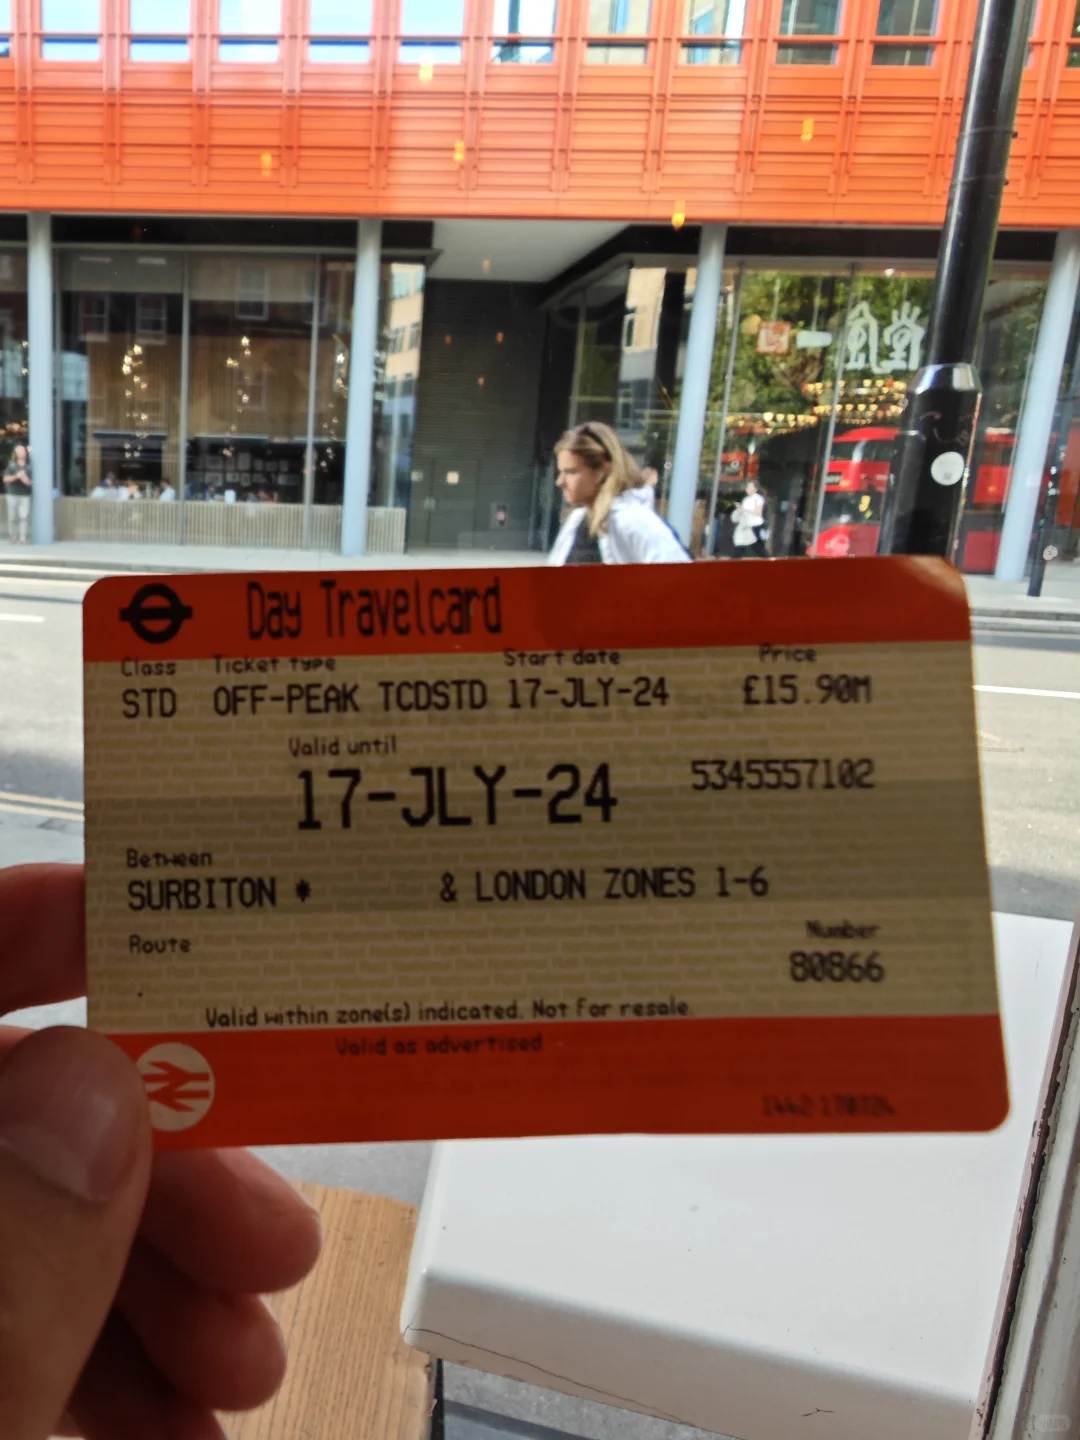 Day Travelcard
Class Ticket type Start date Price
STD OFF-PEAK TCDSTD 17-JLY-24 £15.90M
Valid until
17-JLY-24 5345557102
Between
SURBITON * & LONDON ZONES 1-6
Route Number
80866
Valid within zone(s) indicated. Not for resale.
Valid as advertised